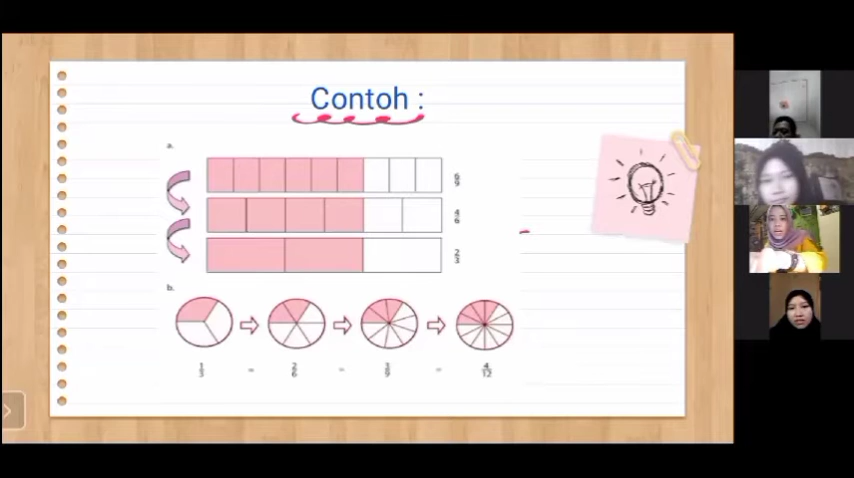 Contoh :
a.
6/9
4/6
2/3
b.
1/3 = 2/6 = 3/9 = 4/12